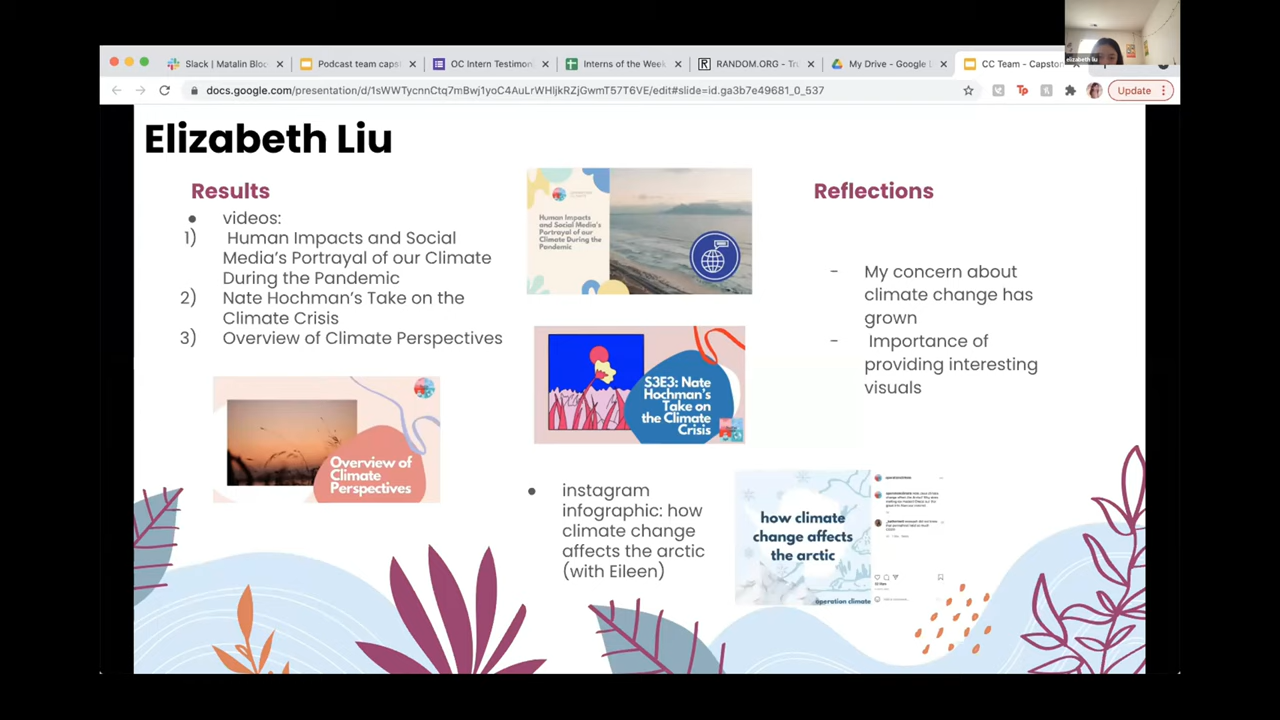 elizabeth liu
Slack | Matalin Bloc
Podcast team postin
OC Intern Testimon
Interns of the Week
RANDOM.ORG - Tr
My Drive - Google
CC Team - Capston
docs.google.com/presentation/d/1sWWTycnnCtq7mBwj1yoC4AuLrWHIjkRZjGwmT57T6VE/edit#slide=id.ga3b7e49681_0_537
Tp
Update
Elizabeth Liu
Results
● videos:
1) Human Impacts and Social
Media's Portrayal of our Climate
During the Pandemic
2) Nate Hochman's Take on the
Climate Crisis
3) Overview of Climate Perspectives
Overview of
Climate
Perspectives
Human Impacts
and Social Media's
Portrayal of our
Climate During the
Pandemic
S3E3: Nate
Hochman's
Take on
the Climate
Crisis
● instagram
infographic: how
climate change
affects the arctic
(with Eileen)
how climate
change affects
the arctic
operation climate
Reflections
- My concern about
climate change has
grown
- Importance of
providing interesting
visuals